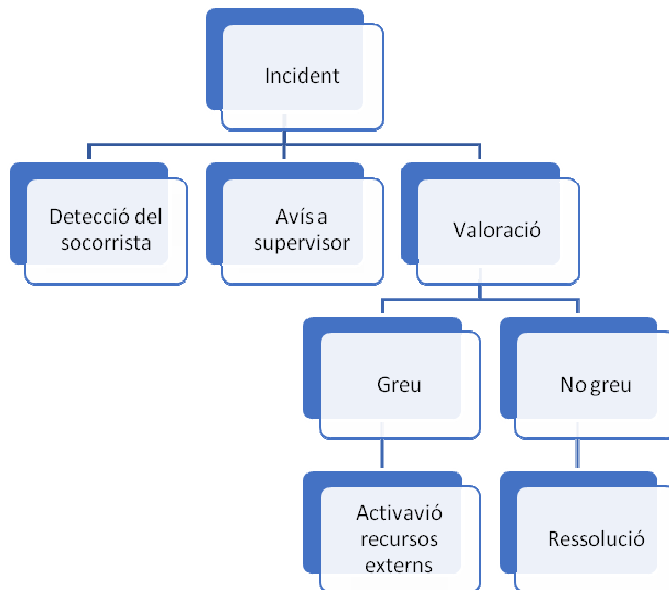 Incident
Detecció del
socorrista
Avís a
supervisor
Valoració
Greu
No greu
Activavió
recursos
externs
Ressolució